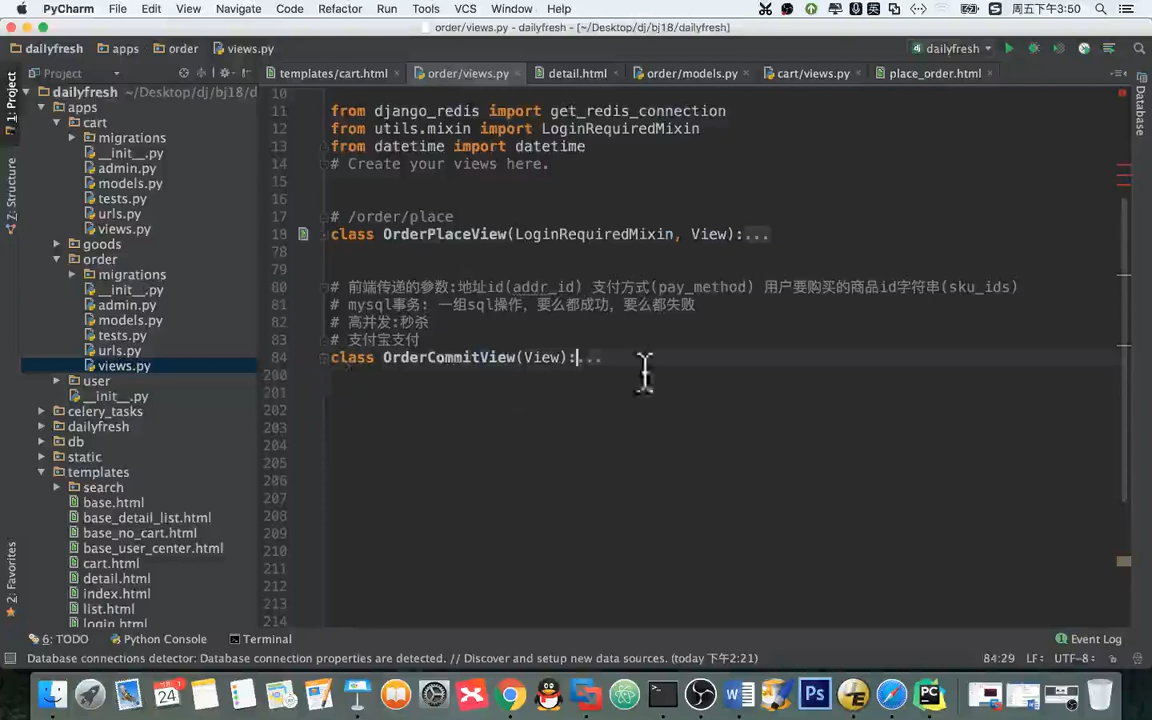 PyCharm File Edit View Navigate Code Refactor Run Tools VCS Window Help 周五下午3:50
order/views.py - dailyfresh - [~/Desktop/dj/bj18/dailyfresh]
dailyfresh apps order views.py dailyfresh
Project templates/cart.html order/views.py detail.html order/models.py cart/views.py place_order.html
1: Project
Z: Structure
2: Favorites
Database
dailyfresh ~/Desktop/dj/bj18/d
apps
cart
migrations
__init__.py
admin.py
models.py
tests.py
urls.py
views.py
goods
order
migrations
__init__.py
admin.py
models.py
tests.py
urls.py
views.py
user
__init__.py
celery_tasks
dailyfresh
db
static
templates
search
base.html
base_detail_list.html
base_no_cart.html
base_user_center.html
cart.html
detail.html
index.html
list.html
login.html
10
11 from django_redis import get_redis_connection
12 from utils.mixin import LoginRequiredMixin
13 from datetime import datetime
14 # Create your views here.
15
16
17 # /order/place
18 class OrderPlaceView(LoginRequiredMixin, View):...
78
79
80 # 前端传递的参数:地址id(addr_id) 支付方式(pay_method) 用户要购买的商品id字符串(sku_ids)
81 # mysql事务: 一组sql操作，要么都成功，要么都失败
82 # 高并发:秒杀
83 # 支付宝支付
84 class OrderCommitView(View):...
200
201
202
203
204
205
206
207
208
209
210
211
212
213
214
6: TODO Python Console Terminal Event Log
Database connections detector: Database connection properties are detected. // Discover and setup new data sources. (today 下午2:21) 84:29 LF÷ UTF-8÷